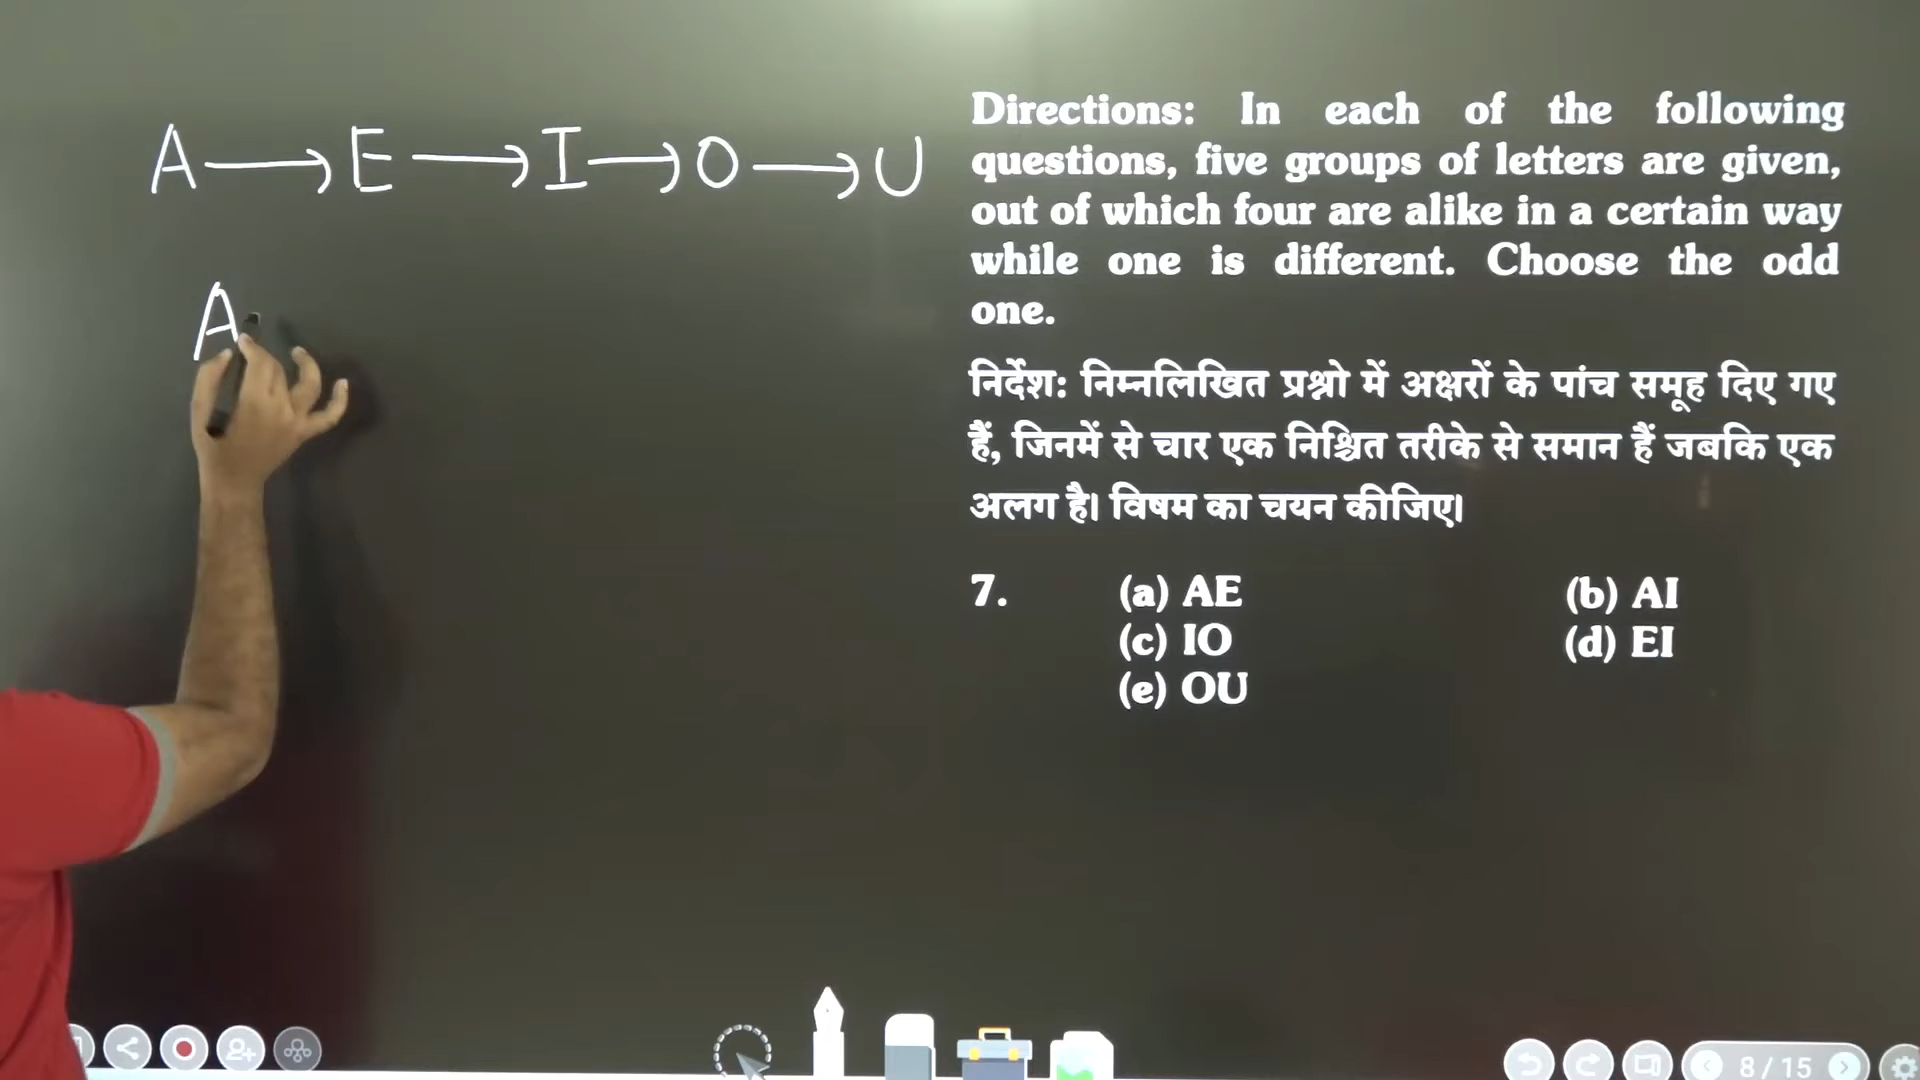 A → E → I → O → U
A
Directions: In each of the following
questions, five groups of letters are given,
out of which four are alike in a certain way
while one is different. Choose the odd
one.
निर्देश: निम्नलिखित प्रश्नो में अक्षरों के पांच समूह दिए गए
हैं, जिनमें से चार एक निश्चित तरीके से समान हैं जबकि एक
अलग है। विषम का चयन कीजिए।
7. (a) AE (b) AI
(c) IO (d) EI
(e) OU
8 / 15